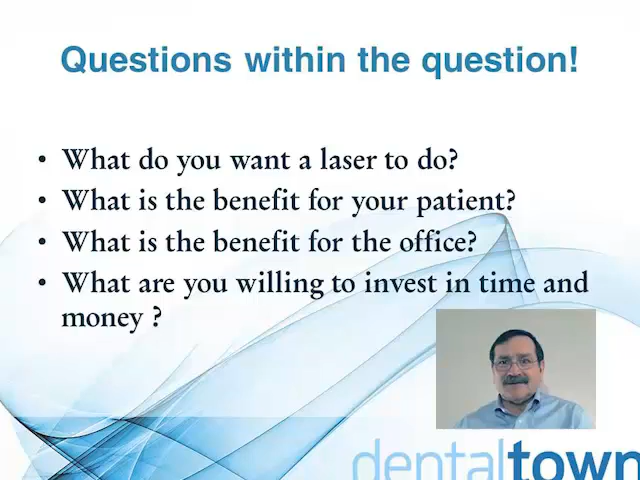 Questions within the question!
• What do you want a laser to do?
• What is the benefit for your patient?
• What is the benefit for the office?
• What are you willing to invest in time and
money ?
dentaltown